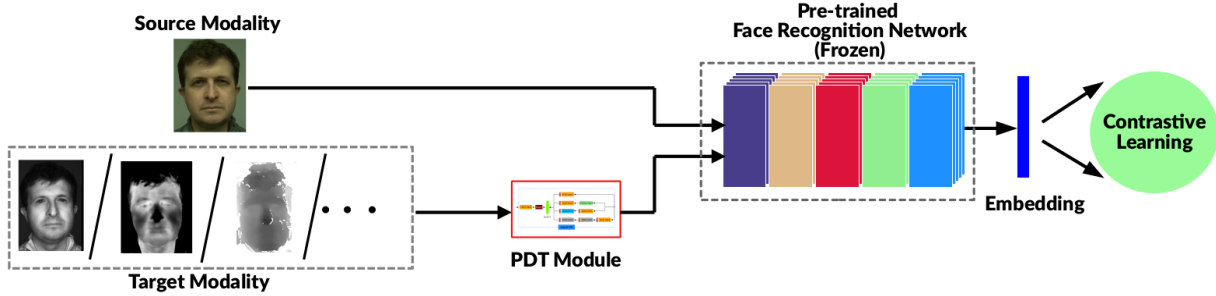 Source Modality
Pre-trained
Face Recognition Network
(Frozen)
Contrastive
Learning
Embedding
PDT Module
Target Modality